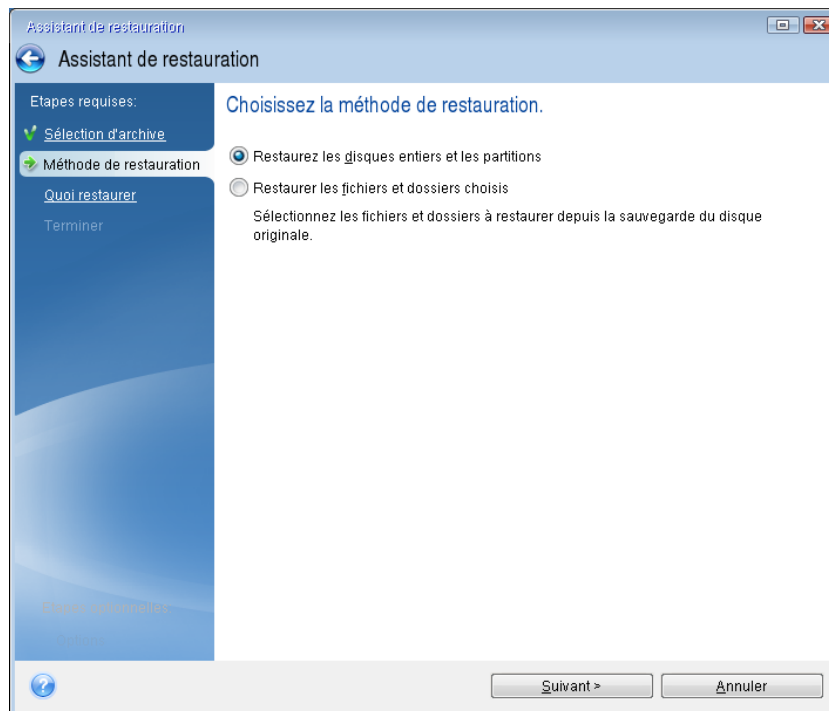 Assistant de restauration
Assistant de restauration
Etapes requises:
Sélection d'archive
Méthode de restauration
Quoi restaurer
Terminer
Choisissez la méthode de restauration.
Restaurez les disques entiers et les partitions
Restaurer les fichiers et dossiers choisis
Sélectionnez les fichiers et dossiers à restaurer depuis la sauvegarde du disque
originale.
Suivant >
Annuler